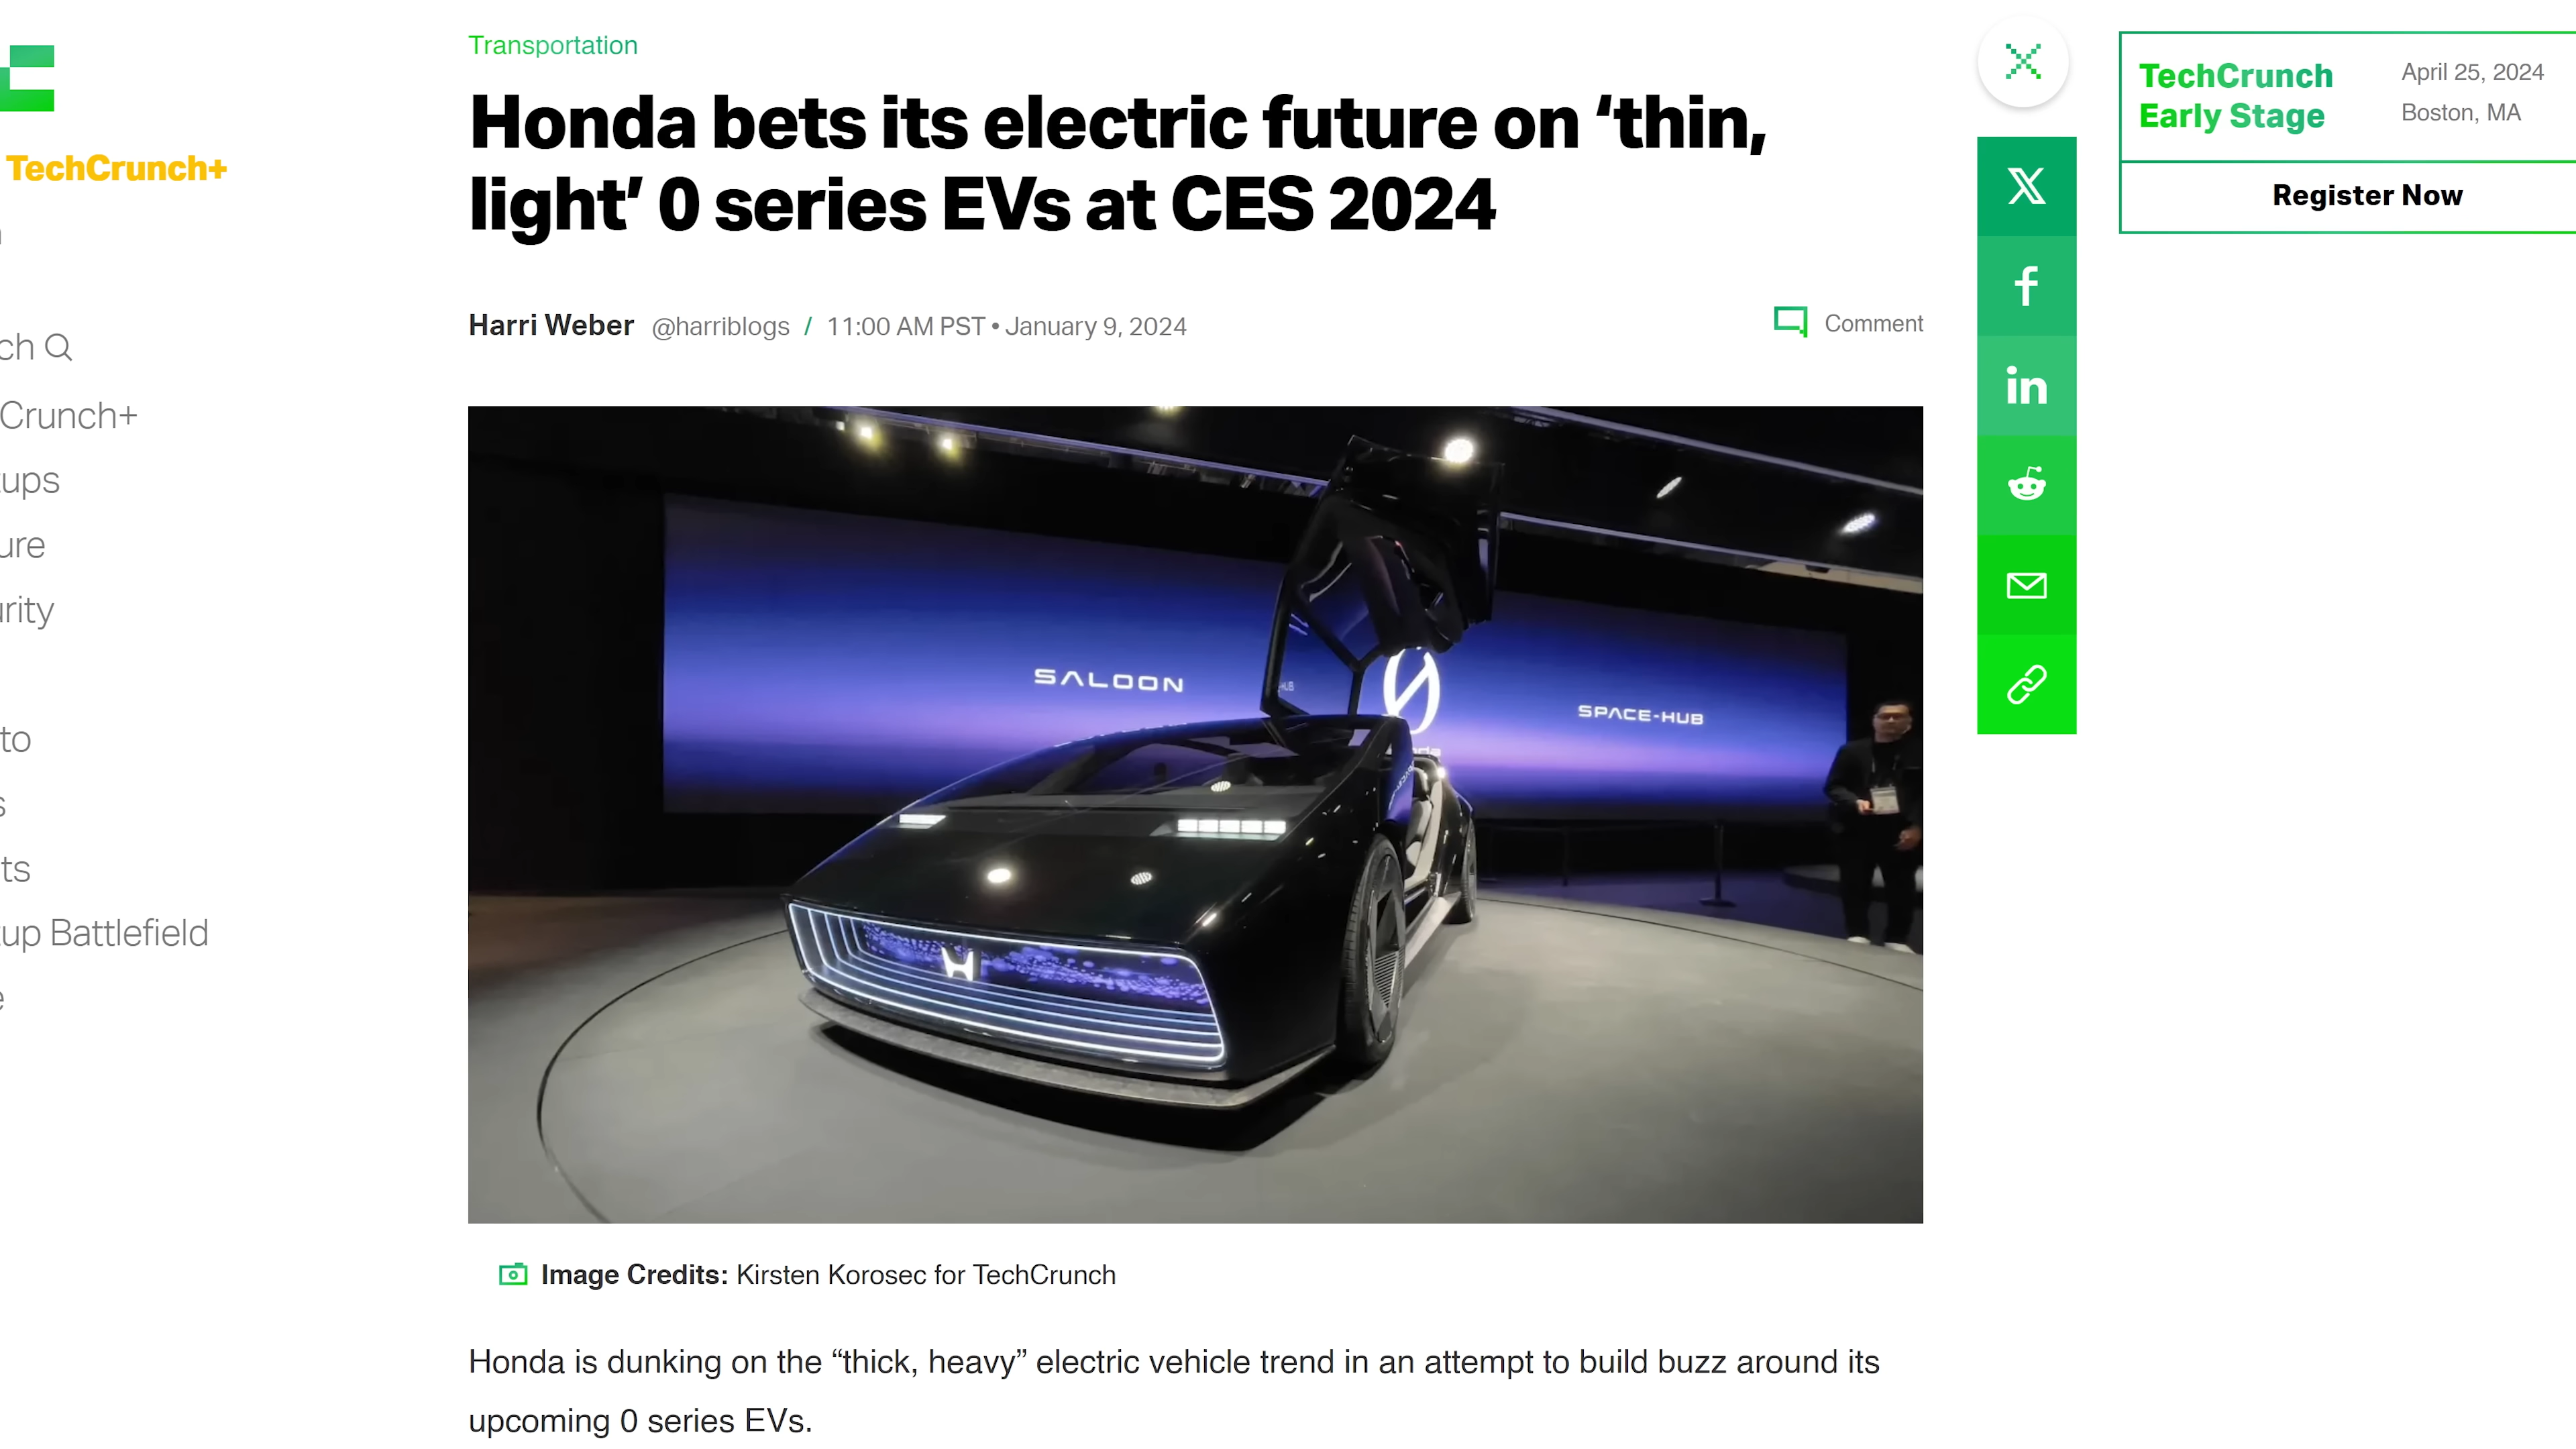 Transportation
Honda bets its electric future on ‘thin,
light’ 0 series EVs at CES 2024
Harri Weber @harriblogs / 11:00 AM PST • January 9, 2024
Comment
TechCrunch+
ch
Crunch+
ups
ure
urity
to
s
ts
up Battlefield
e
SALOON
SPACE-HUB
Image Credits: Kirsten Korosec for TechCrunch
Honda is dunking on the “thick, heavy” electric vehicle trend in an attempt to build buzz around its
upcoming 0 series EVs.
X
f
in
TechCrunch
Early Stage
April 25, 2024
Boston, MA
Register Now